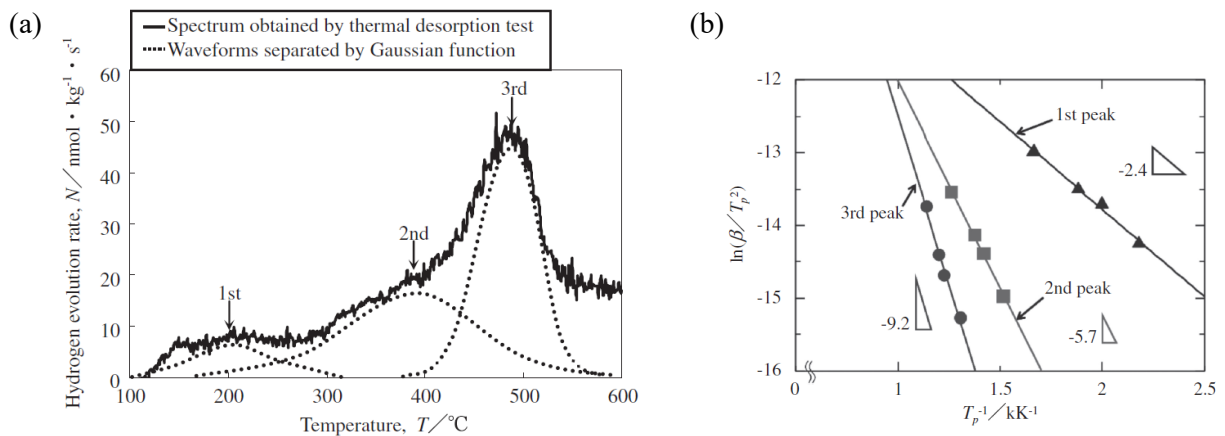 (a)
Spectrum obtained by thermal desorption test
Waveforms separated by Gaussian function
Hydrogen evolution rate, N／nmol・kg⁻¹・s⁻¹
60
50
40
30
20
10
0
1st
2nd
3rd
100
200
300
400
500
600
Temperature, T／℃
(b)
ln(β／Tₚ²)
-12
-13
-14
-15
-16
1st peak
-2.4
3rd peak
-9.2
2nd peak
-5.7
0
1
1.5
2
2.5
Tₚ⁻¹／kK⁻¹